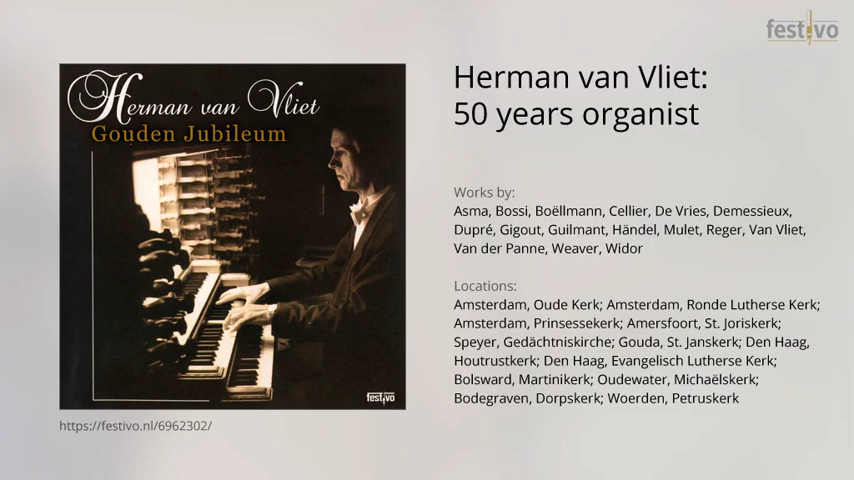 festivo
Herman van Vliet
Gouden Jubileum
festivo
https://festivo.nl/6962302/
Herman van Vliet:
50 years organist
Works by:
Asma, Bossi, Boëllmann, Cellier, De Vries, Demessieux,
Dupré, Gigout, Guilmant, Händel, Mulet, Reger, Van Vliet,
Van der Panne, Weaver, Widor
Locations:
Amsterdam, Oude Kerk; Amsterdam, Ronde Lutherse Kerk;
Amsterdam, Prinsessekerk; Amersfoort, St. Joriskerk;
Speyer, Gedächtniskirche; Gouda, St. Janskerk; Den Haag,
Houtrustkerk; Den Haag, Evangelisch Lutherse Kerk;
Bolsward, Martinikerk; Oudewater, Michaëlskerk;
Bodegraven, Dorpskerk; Woerden, Petruskerk